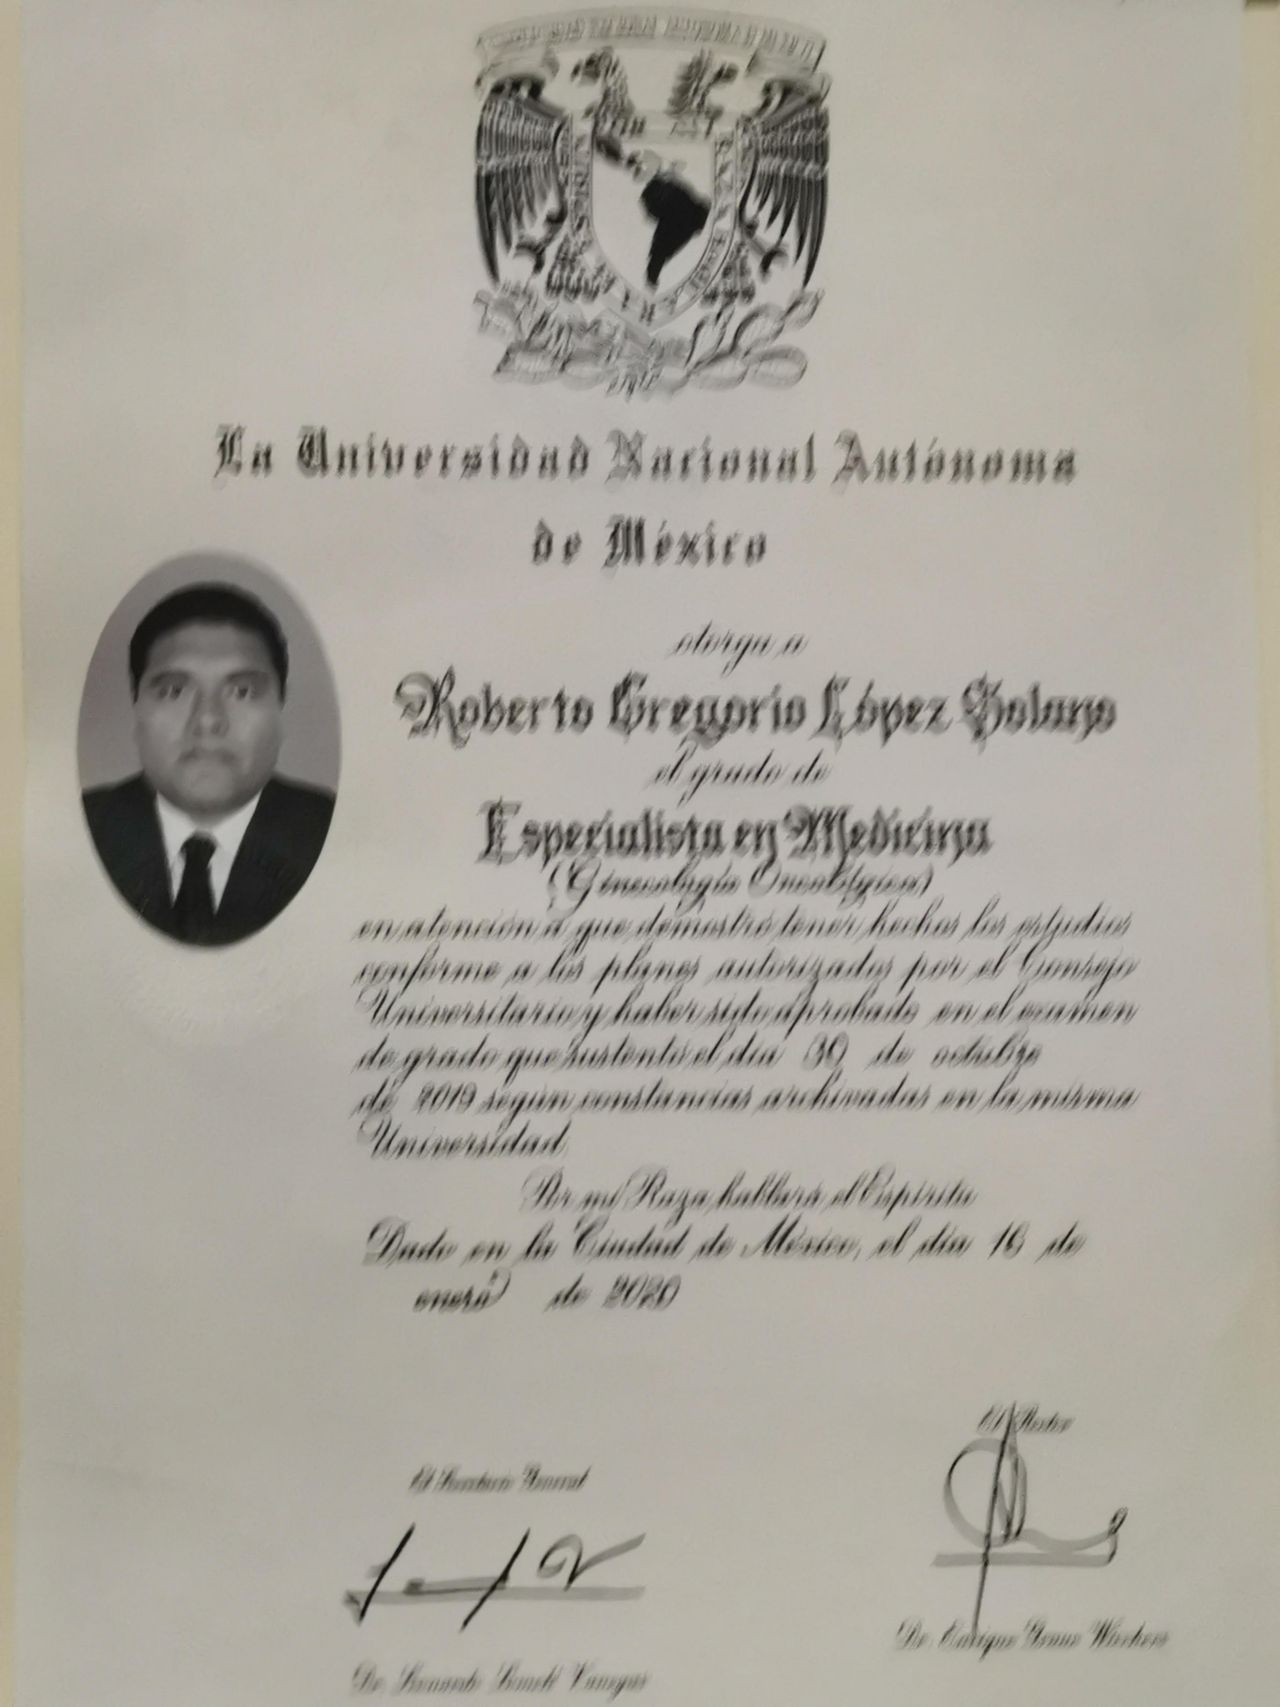 La Universidad Nacional Autónoma
de México
otorga a
Roberto Gregorio López Solano
el grado de
Especialista en Medicina
(Ginecología Oncológica)
en atención a que demostró tener hechos los estudios
conforme a los planes autorizados por el Consejo
Universitario y haber sido aprobado en el examen
de grado que sustentó el día 30 de octubre
de 2019 según constancias archivadas en la misma
Universidad
Por mi Raza hablará el Espíritu
Dado en la Ciudad de México, el día 16 de
enero de 2020
El Rector
El Secretario General
Dr. Enrique Graue Wiechers
Dr. Leonardo Lomelí Vanegas